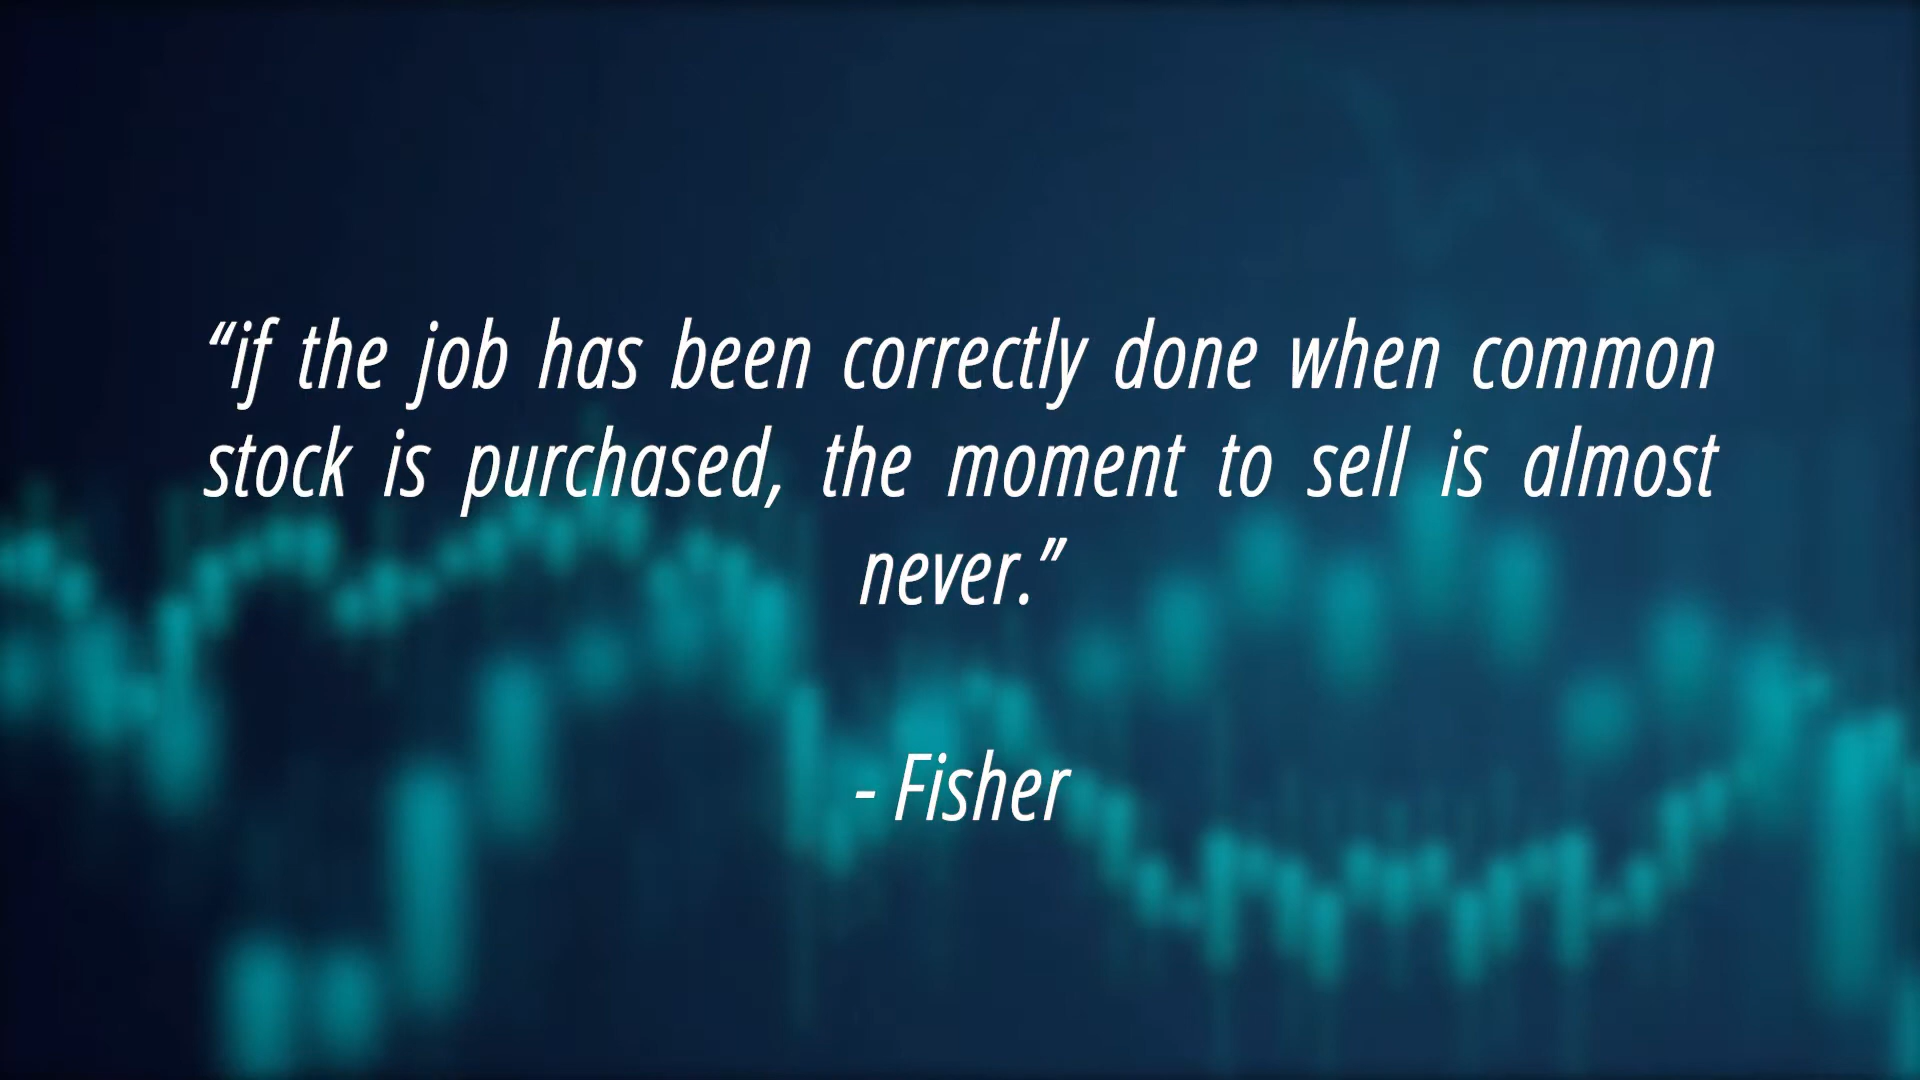 “if the job has been correctly done when common
stock is purchased, the moment to sell is almost
never.”
- Fisher